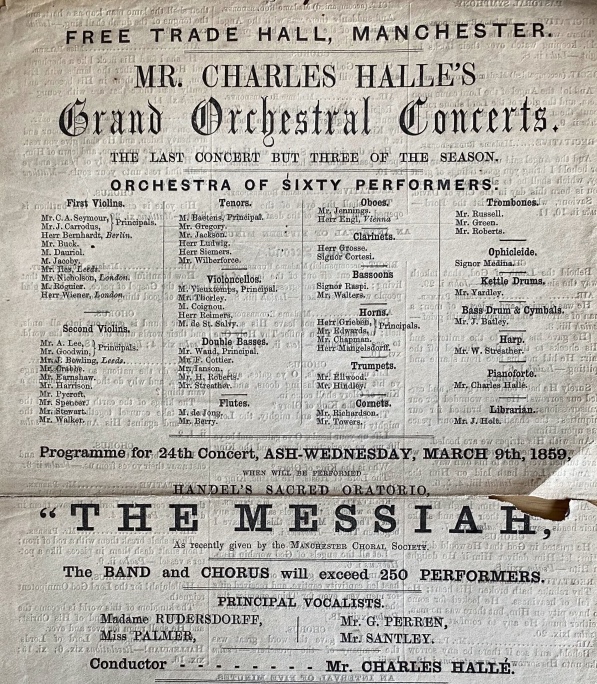 FREE TRADE HALL, MANCHESTER.
MR. CHARLES HALLE'S
Grand Orchestral Concerts.
THE LAST CONCERT BUT THREE OF THE SEASON.
ORCHESTRA OF SIXTY PERFORMERS.
First Violins.
Mr. C. A. Seymour, } Principals.
Mr. J. Carrodus,
Herr Bernhardt, Berlin.
Mr. Buck.
M. Dauriol.
M. Jacoby.
Mr. Iles, Leeds.
Mr. Nicholson, London.
M. Roguier.
Herr Wiener, London.
Second Violins.
Mr. A. Lee, } Principals.
Mr. Goodwin,
Mr. J. Bowling, Leeds.
Mr. Crabbe.
Mr. Earnshaw.
Mr. Harrison.
Mr. Pycroft.
Mr. Spencer.
Mr. Stewart.
Mr. Walker.
Tenors.
M. Baetens, Principal.
Mr. Gregory.
Mr. Jackson.
Herr Ludwig.
Herr Siemers.
Mr. Wilberforce.
Violoncellos.
M. Vieuxtemps, Principal.
Mr. Thorley.
M. Coignou.
Herr Reimers.
M. de St. Salvy.
Double Basses.
Mr. Waud, Principal.
Mr. F. Cottier.
Mr. Janson.
Mr. H. Roberts.
Mr. Streather.
Flutes.
M. de Jong.
Mr. Berry.
Oboes.
Mr. Jennings.
Herr Engl, Vienna
Clarinets.
Herr Grosse.
Signor Cortesi.
Bassoons
Signor Raspi.
Mr. Walters.
Horns.
Herr Grieben, } Principals.
Mr. Edwards,
Mr. Chapman.
Herr Mangelsdorff.
Trumpets.
Mr. Ellwood.
Mr. Hindley.
Cornets.
Mr. Richardson.
Mr. Towers.
Trombones.
Mr. Russell.
Mr. Green.
Mr. Roberts.
Ophicleide.
Signor Medina.
Kettle Drums.
Mr. Yardley.
Bass Drum & Cymbals.
Mr. J. Batley.
Harp.
Mr. W. Streather.
Pianoforte.
Mr. Charles Halle.
Librarian.
Mr. J. Holt.
Programme for 24th Concert, ASH-WEDNESDAY, MARCH 9th, 1859,
WHEN WILL BE PERFORMED
HANDEL'S SACRED ORATORIO,
"THE MESSIAH,
As recently given by the MANCHESTER CHORAL SOCIETY.
The BAND and CHORUS will exceed 250 PERFORMERS.
PRINCIPAL VOCALISTS.
Madame RUDERSDORFF,
Miss PALMER,
Mr. G. PERREN,
Mr. SANTLEY.
Conductor - - - - - - - - Mr. CHARLES HALLÉ.